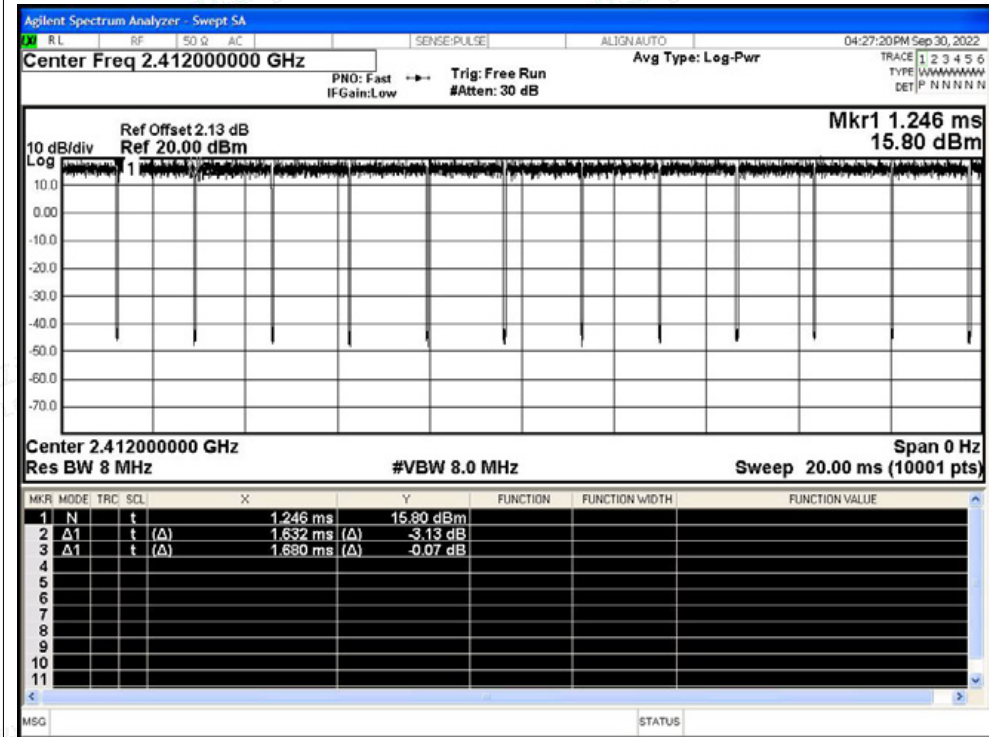 Agilent Spectrum Analyzer - Swept SA
LXI RL RF 50 Ω AC SENSE:PULSE ALIGN AUTO 04:27:20 PM Sep 30, 2022
Center Freq 2.412000000 GHz
PNO: Fast
IFGain:Low
Trig: Free Run
#Atten: 30 dB
Avg Type: Log-Pwr
TRACE 1 2 3 4 5 6
TYPE WWWWWWW
DET P N N N N N
Mkr1 1.246 ms
15.80 dBm
Ref Offset 2.13 dB
10 dB/div Ref 20.00 dBm
Log
1
10.0
0.00
-10.0
-20.0
-30.0
-40.0
-50.0
-60.0
-70.0
Center 2.412000000 GHz Span 0 Hz
Res BW 8 MHz #VBW 8.0 MHz Sweep 20.00 ms (10001 pts)
MKR MODE TRC SCL X Y FUNCTION FUNCTION WIDTH FUNCTION VALUE
1 N t 1.246 ms 15.80 dBm
2 Δ1 t (Δ) 1.632 ms (Δ) -3.13 dB
3 Δ1 t (Δ) 1.680 ms (Δ) -0.07 dB
4
5
6
7
8
9
10
11
MSG STATUS